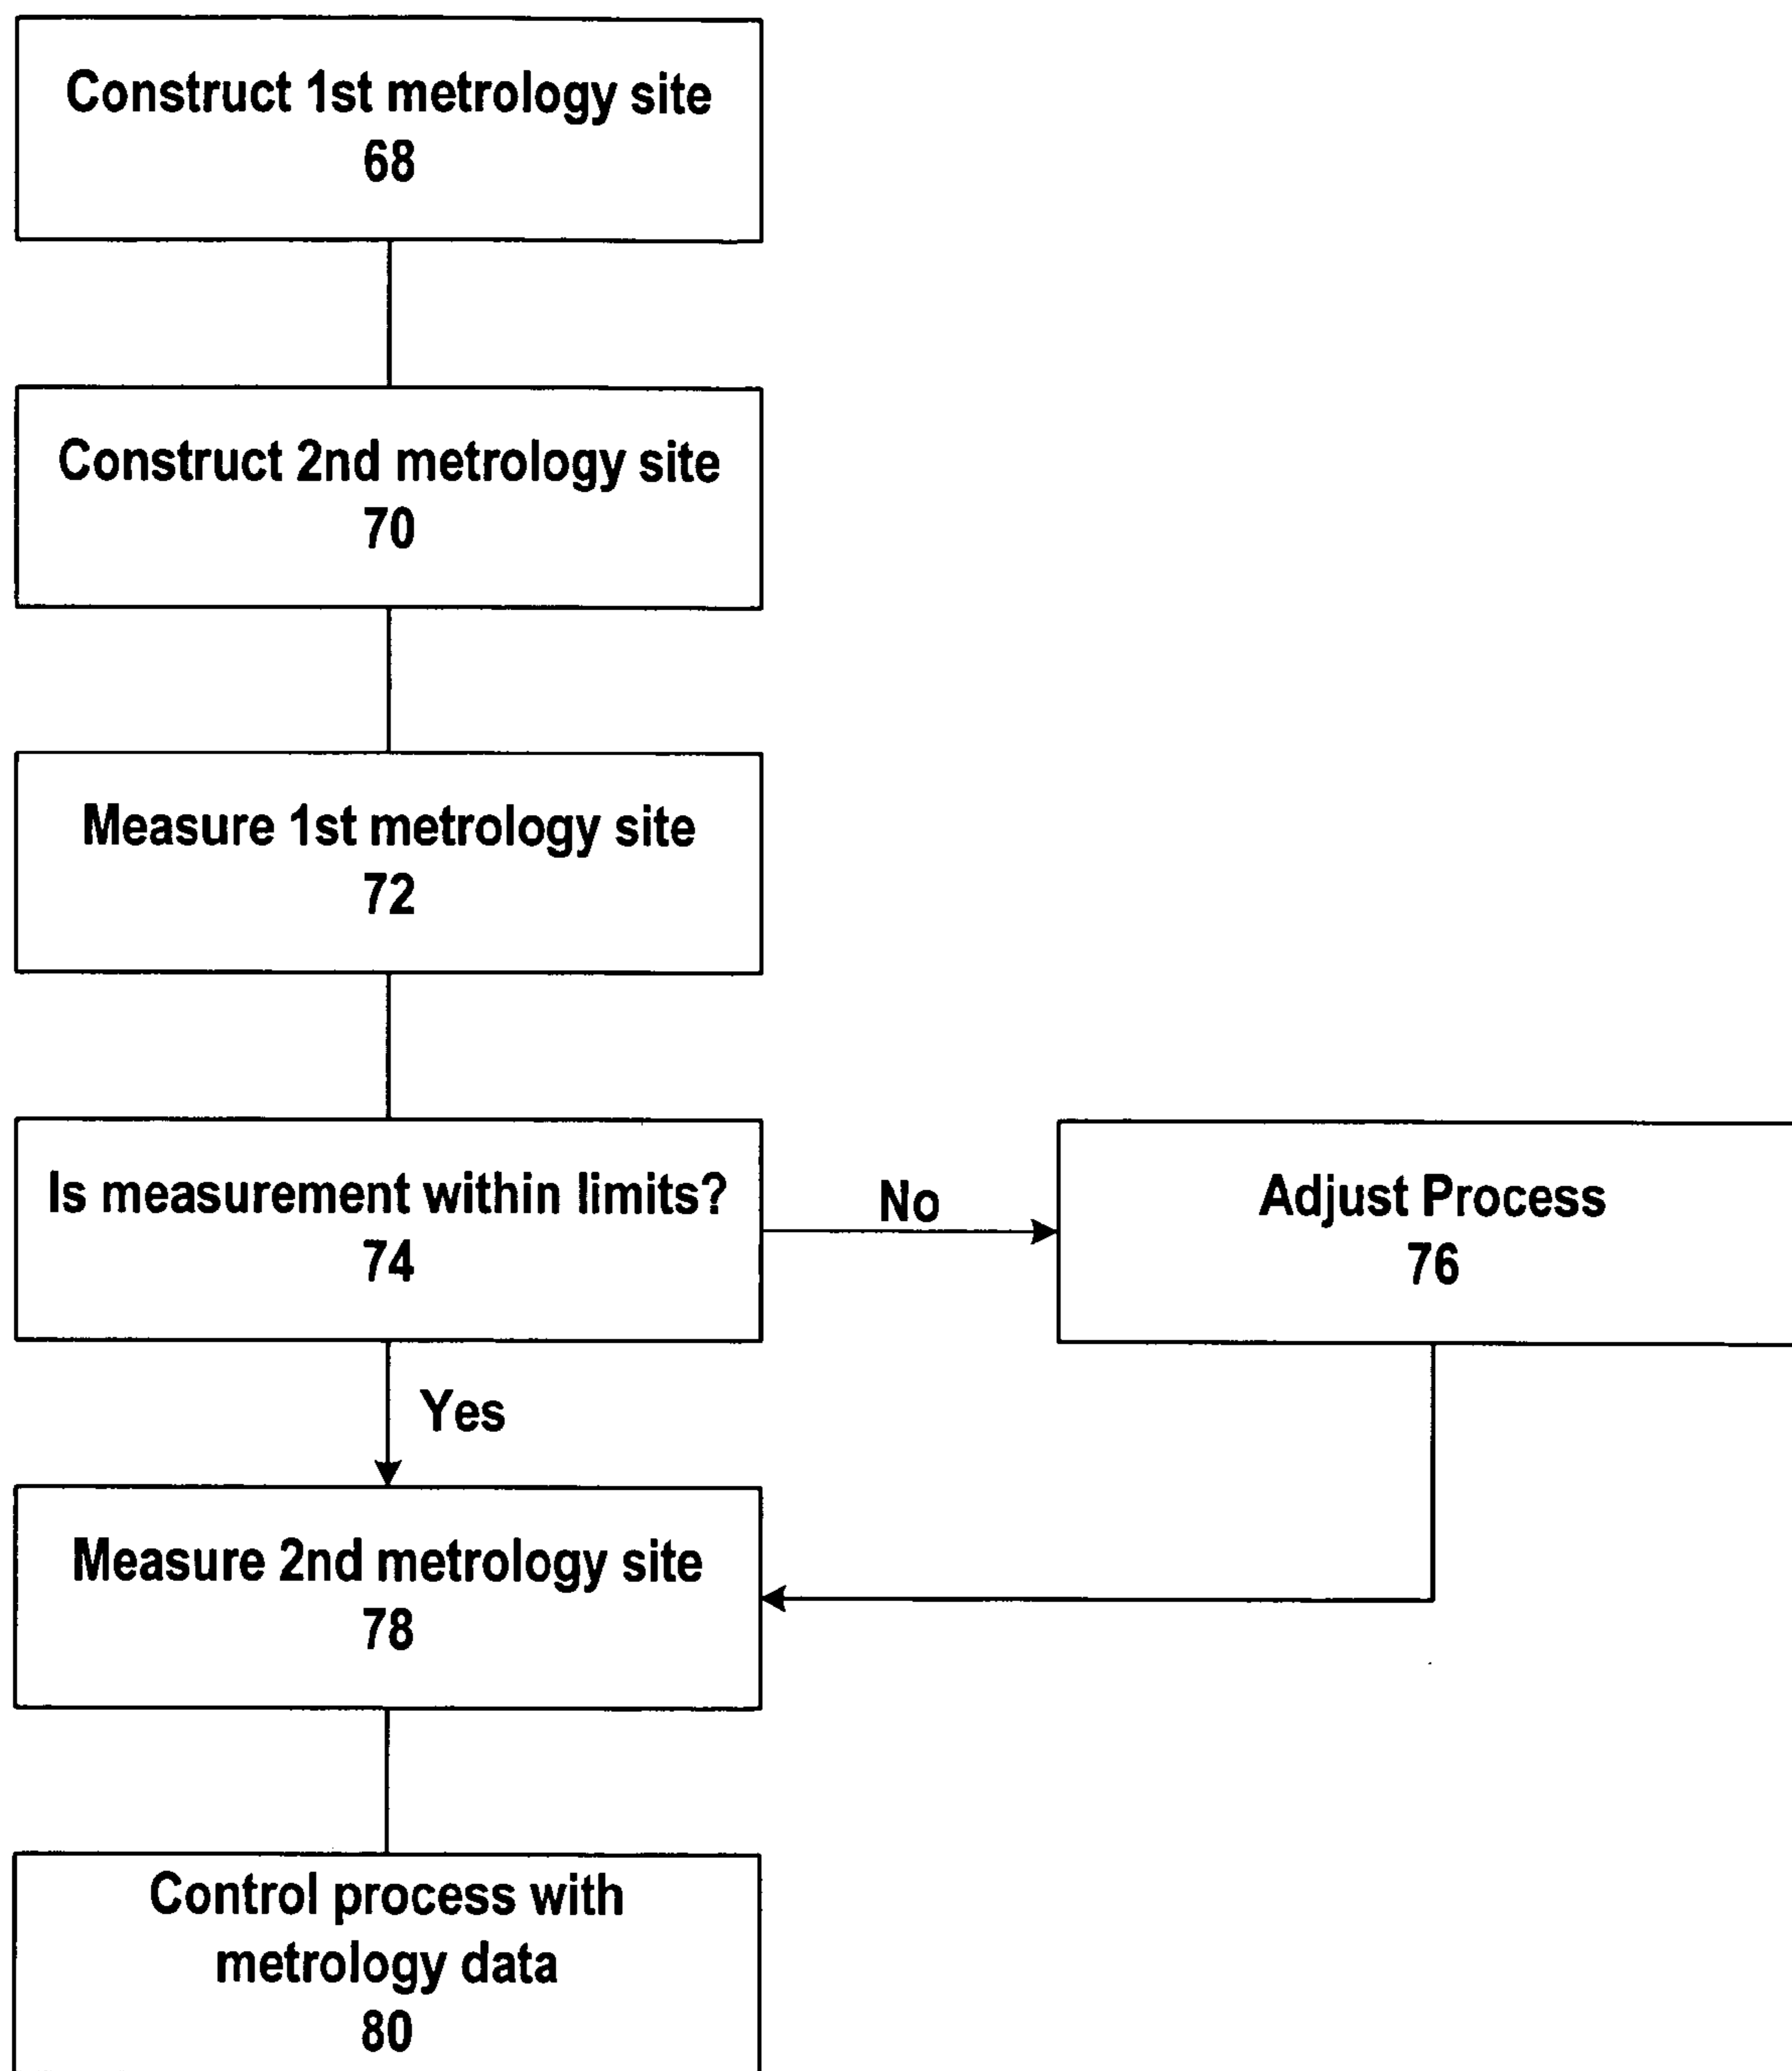 Construct 1st metrology site
68
Construct 2nd metrology site
70
Measure 1st metrology site
72
Is measurement within limits?
74
No
Adjust Process
76
Yes
Measure 2nd metrology site
78
Control process with
metrology data
80